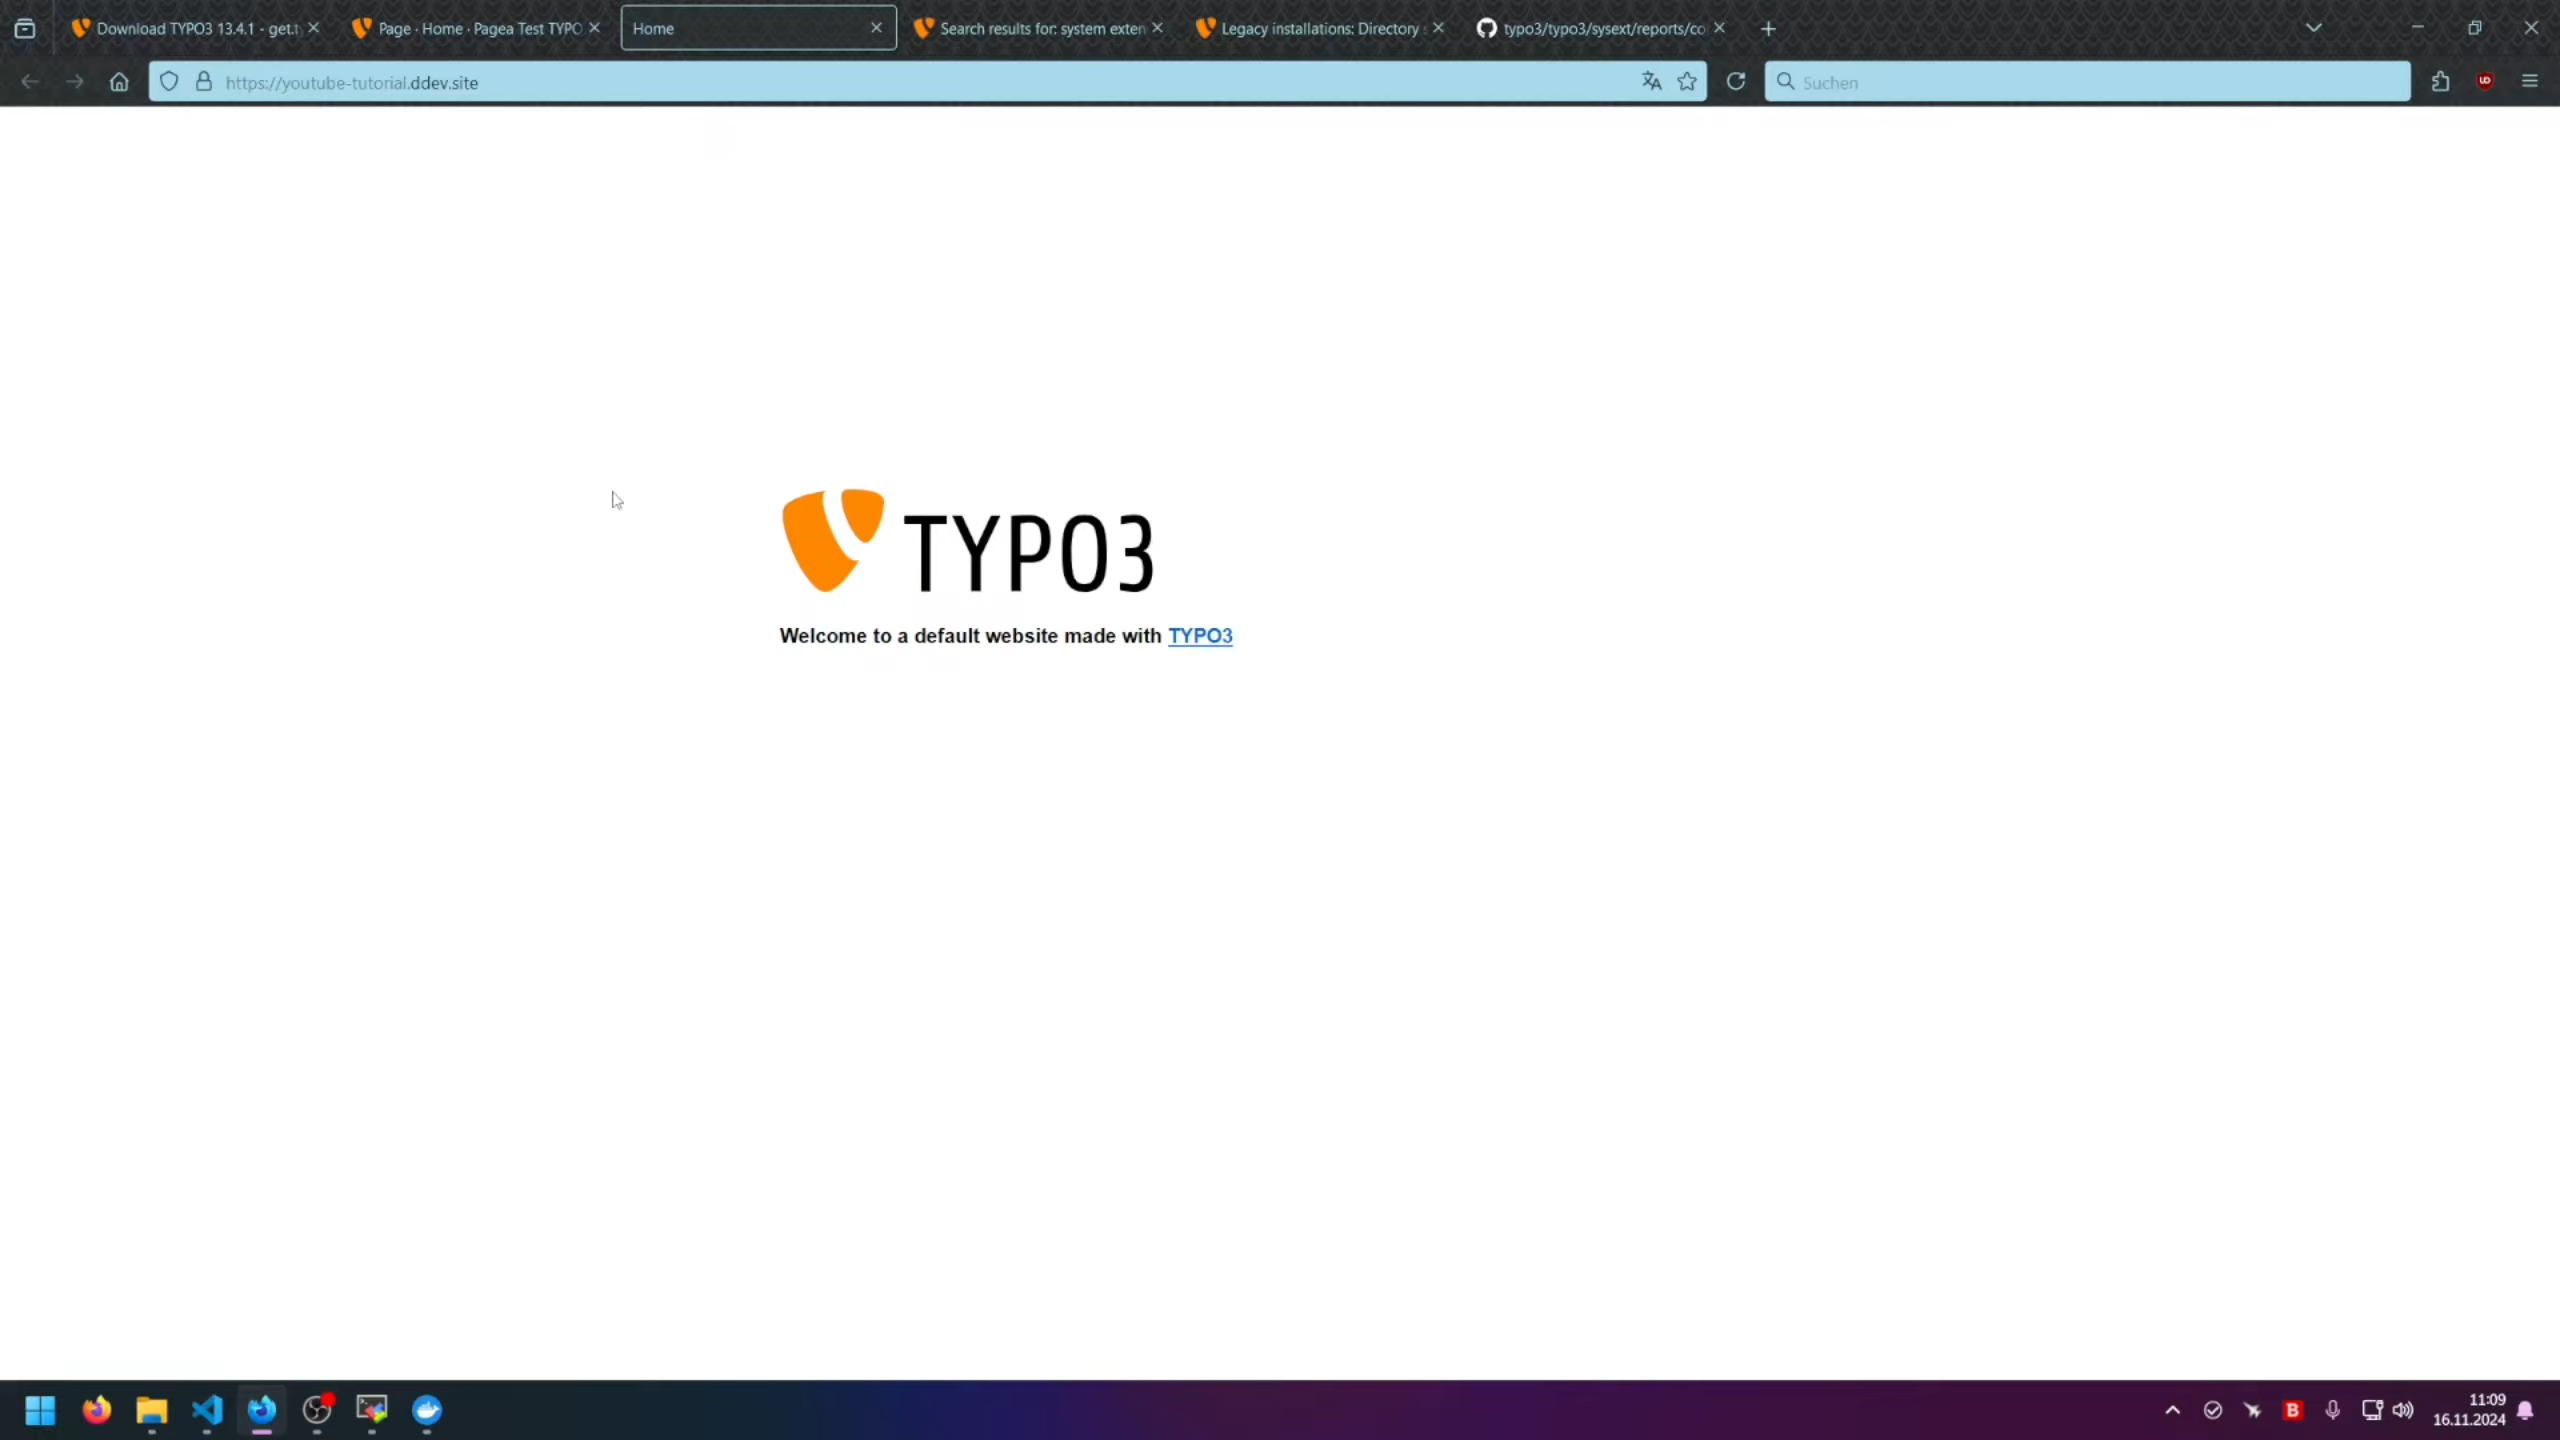 Download TYPO3 13.4.1 - get.t
Page · Home · Pagea Test TYPO
Home
Search results for: system exten
Legacy installations: Directory s
typo3/typo3/sysext/reports/co
https://youtube-tutorial.ddev.site
Suchen
TYPO3
Welcome to a default website made with TYPO3
11:09
16.11.2024